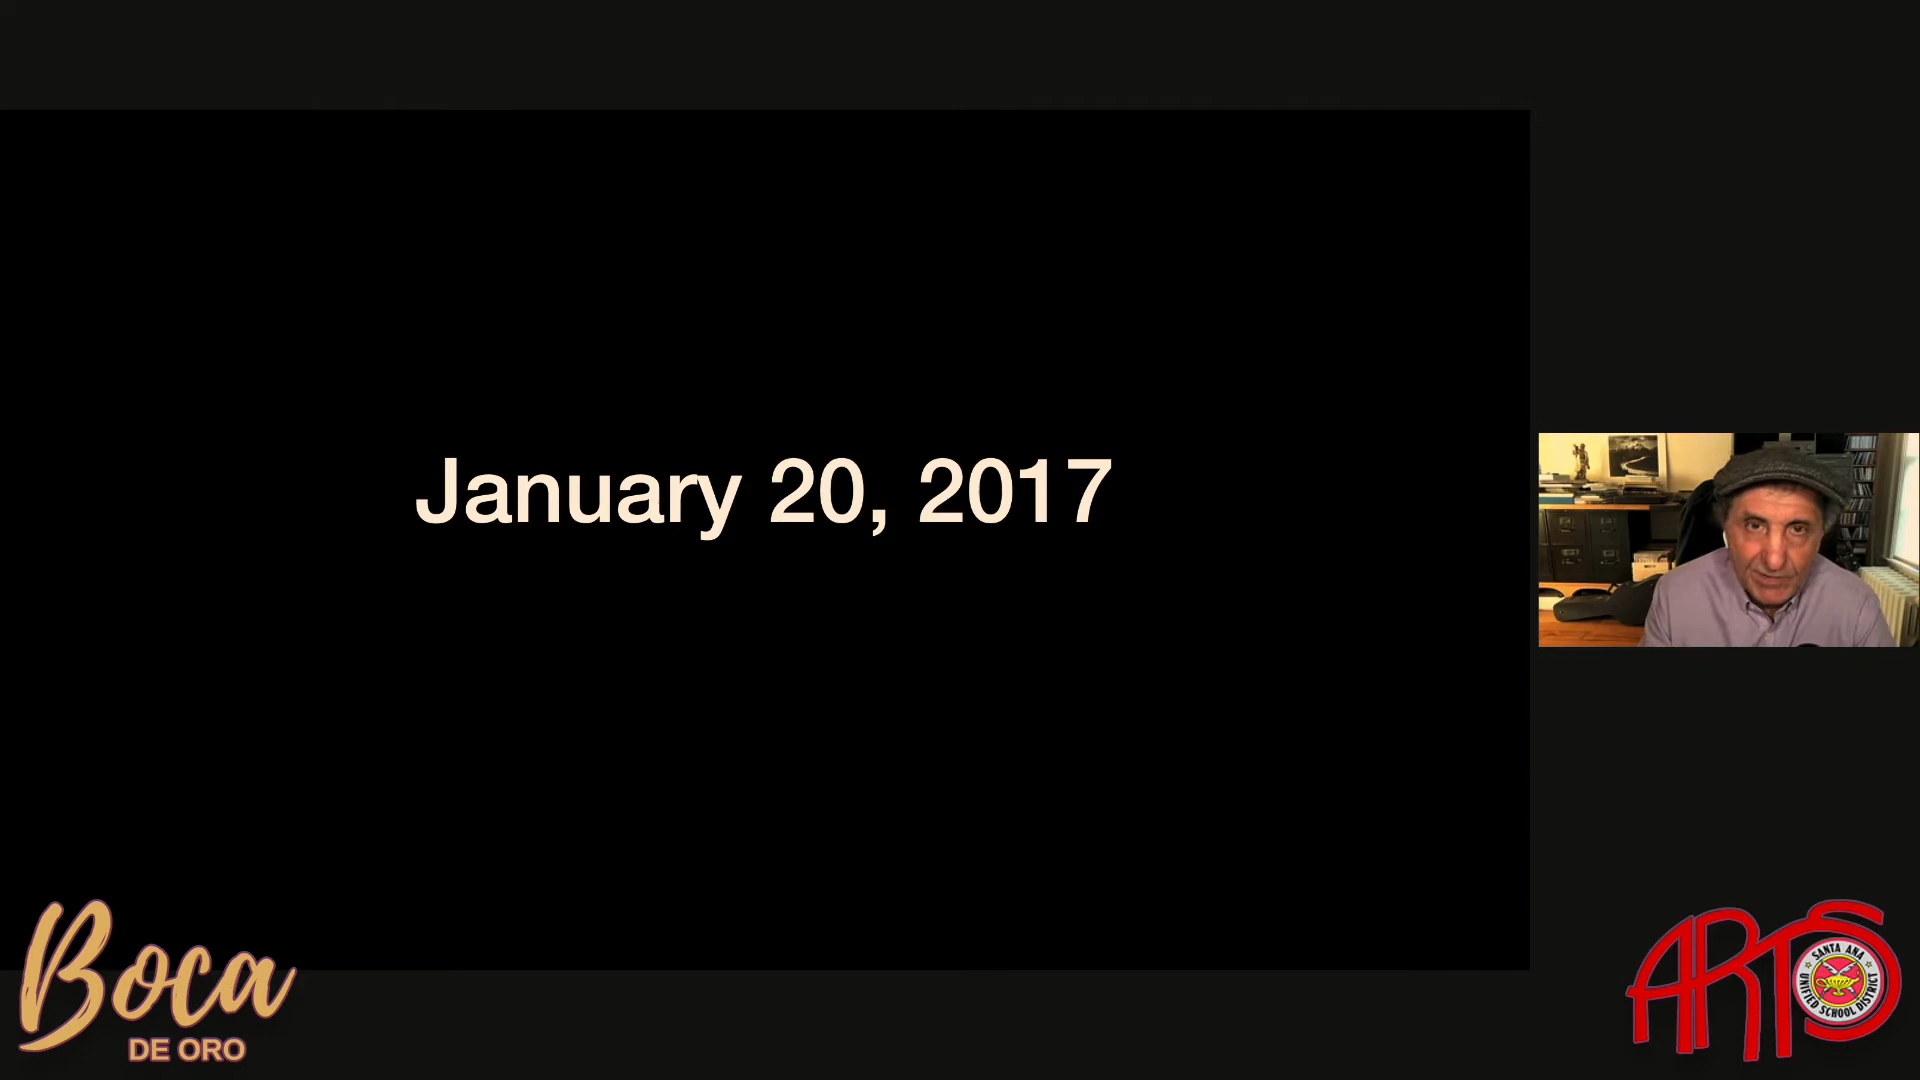 January 20, 2017
Boca
DE ORO
ARTS
SANTA ANA
UNIFIED SCHOOL DISTRICT